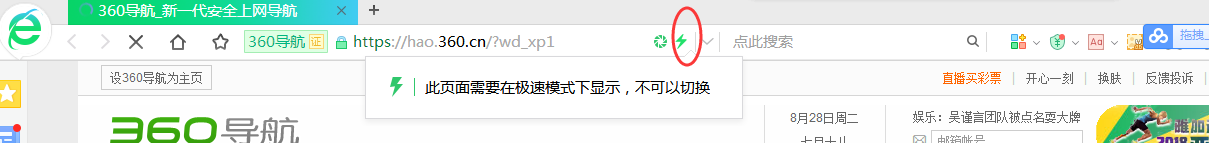 360导航_新一代安全上网导航
360导航 证 https://hao.360.cn/?wd_xp1 点此搜索 Aa 拖拽上
此页面需要在极速模式下显示，不可以切换
设360导航为主页 直播买彩票 开心一刻 换肤 反馈投诉
360导航
8月28日周二
娱乐：吴谨言团队被点名耍大牌
邮箱帐号